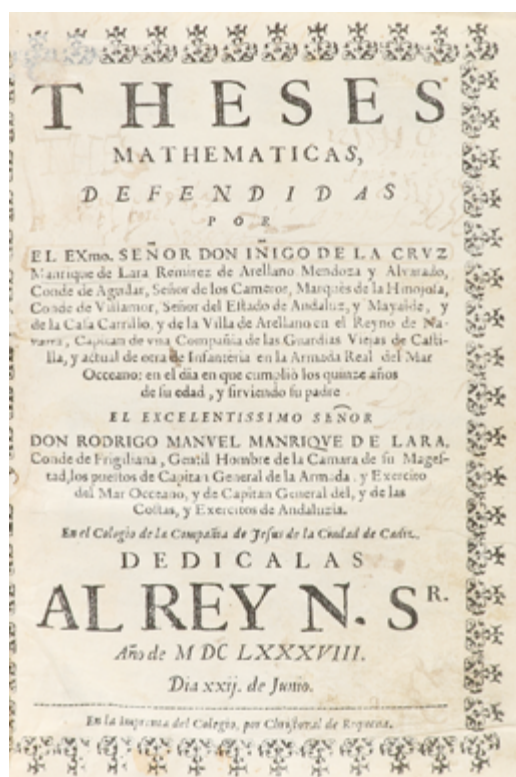 THESES
MATHEMATICAS,
DEFENDIDAS
POR
EL EXmo. SEÑOR DON IÑIGO DE LA CRVZ
Manrique de Lara Remirez de Arellano Mendoza y Alvarado,
Conde de Aguilar, Señor de los Cameros, Marquès de la Hinojosa,
Conde de Villamor, Señor del Estado de Andaluz, y Mayalde, y
de la Casa Carrillo, y de la Villa de Arellano en el Reyno de Na-
varra, Capitan de vna Compañia de las Guardias Viejas de Casti-
lla, y actual de otra de Infanteria en la Armada Real del Mar
Occeano: en el dia en que cumpliò los quinze años
de su edad, y sirviendo su padre
EL EXCELENTISSIMO SEÑOR
DON RODRIGO MANVEL MANRIQVE DE LARA,
Conde de Frigiliana, Gentil Hombre de la Camara de su Mages-
tad, los puestos de Capitan General de la Armada, y Exercito
del Mar Occeano, y de Capitan General del, y de las
Costas, y Exercitos de Andaluzia.
En el Colegio de la Compañia de Jesus de la Ciudad de Cadiz.
DEDICALAS
AL REY N. SR.
Año de M DC LXXXVIII.
Dia xxij. de Junio.
En la Imprenta del Colegio, por Christoval de Requena.